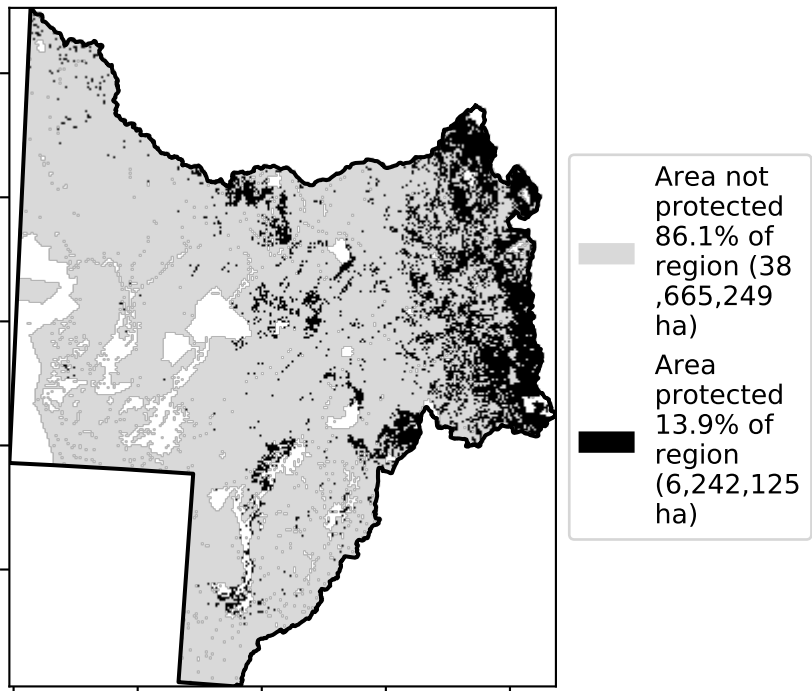 Area not
protected
86.1% of
region (38
,665,249
ha)
Area
protected
13.9% of
region
(6,242,125
ha)